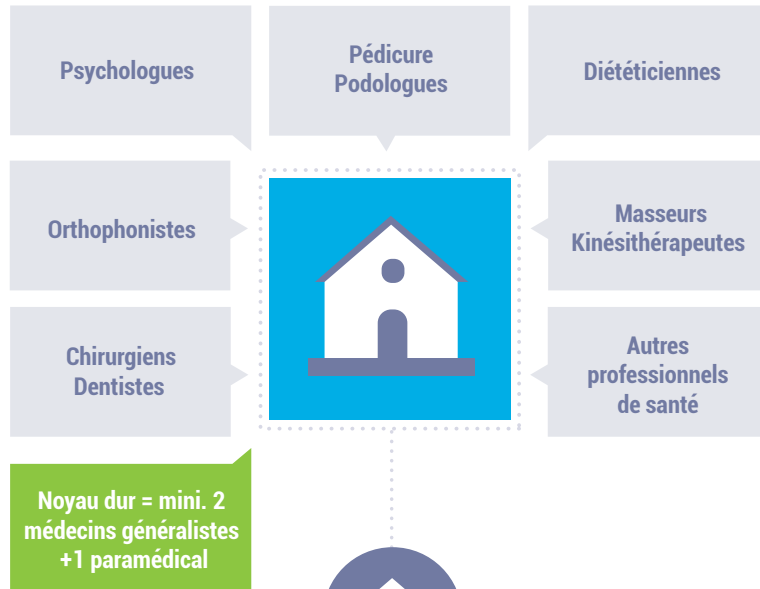 Psychologues
Pédicure
Podologues
Diététiciennes
Orthophonistes
Masseurs
Kinésithérapeutes
Chirurgiens
Dentistes
Autres
professionnels
de santé
Noyau dur = mini. 2
médecins généralistes
+1 paramédical